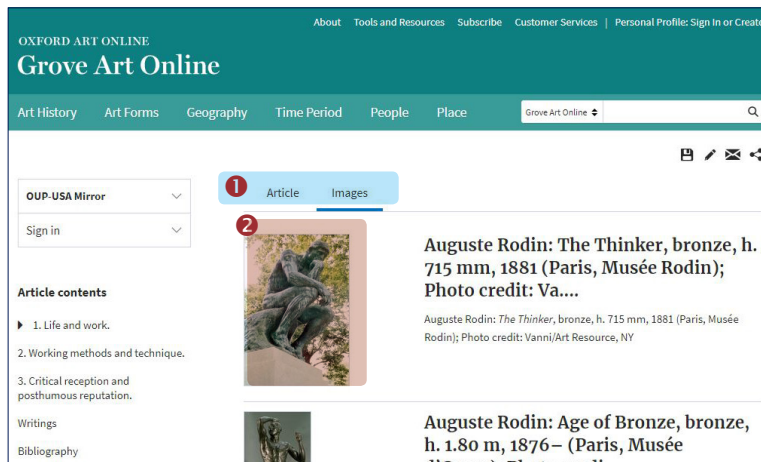 About Tools and Resources Subscribe Customer Services | Personal Profile: Sign In or Create
OXFORD ART ONLINE
Grove Art Online
Art History Art Forms Geography Time Period People Place Grove Art Online
OUP-USA Mirror
Sign in
Article contents
1. Life and work.
2. Working methods and technique.
3. Critical reception and
posthumous reputation.
Writings
Bibliography
1 Article Images
2
Auguste Rodin: The Thinker, bronze, h.
715 mm, 1881 (Paris, Musée Rodin);
Photo credit: Va....
Auguste Rodin: The Thinker, bronze, h. 715 mm, 1881 (Paris, Musée
Rodin); Photo credit: Vanni/Art Resource, NY
Auguste Rodin: Age of Bronze, bronze,
h. 1.80 m, 1876– (Paris, Musée